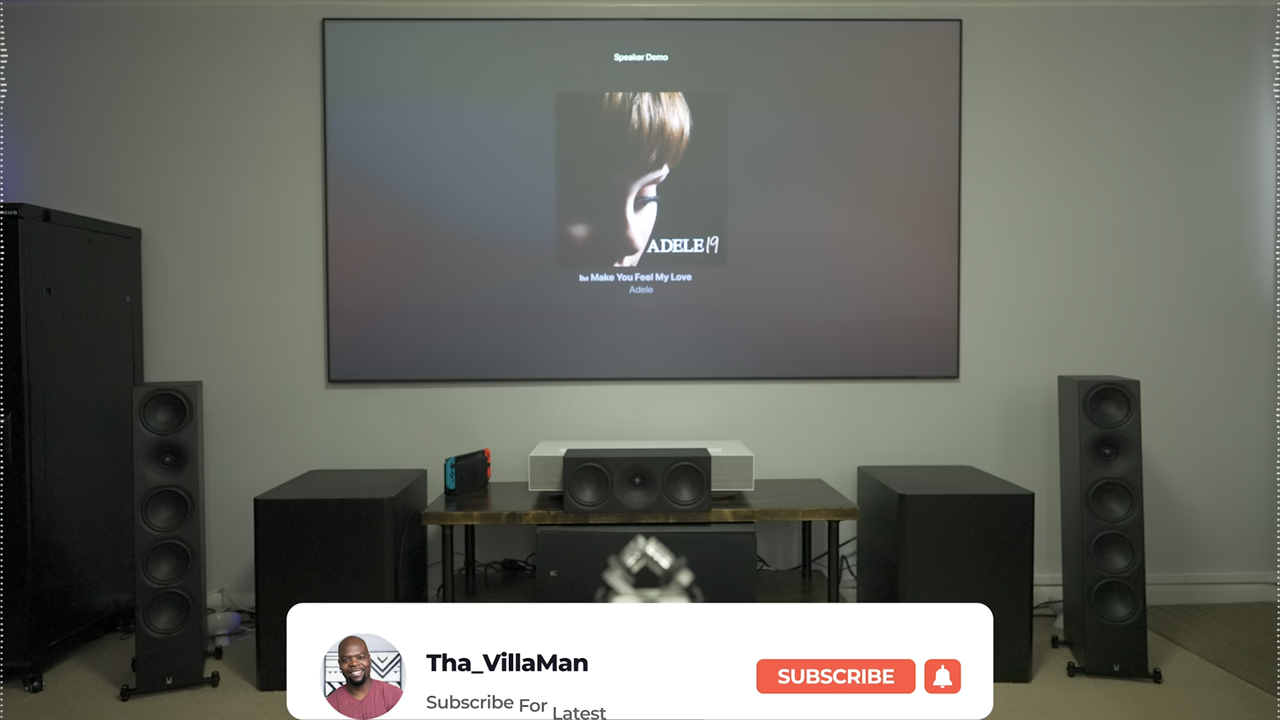 Speaker Demo
ADELE 19
Make You Feel My Love
Adele
Tha_VillaMan
SUBSCRIBE
Subscribe For Latest